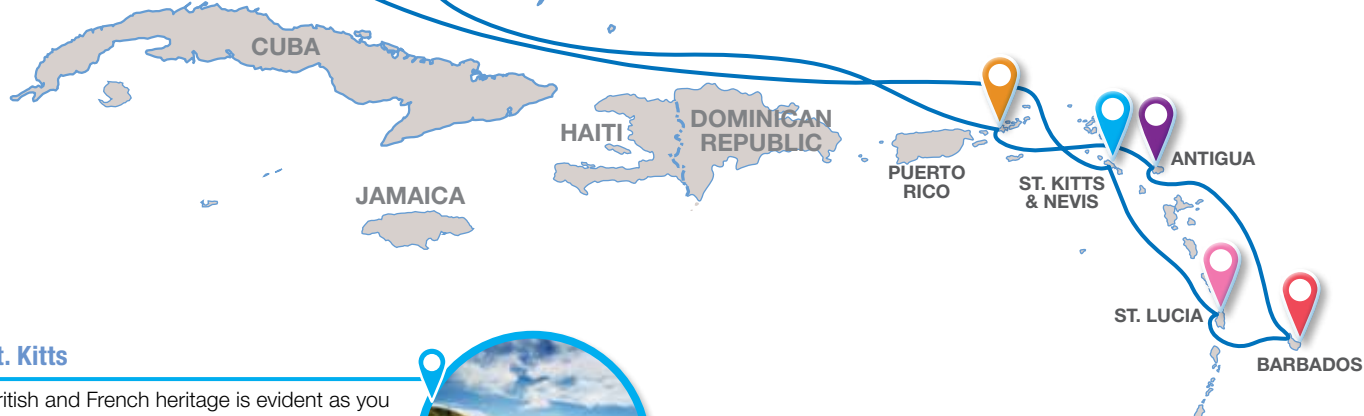 CUBA
HAITI
DOMINICAN
REPUBLIC
JAMAICA
PUERTO
RICO
ST. KITTS
& NEVIS
ANTIGUA
ST. LUCIA
BARBADOS
t. Kitts
ritish and French heritage is evident as you